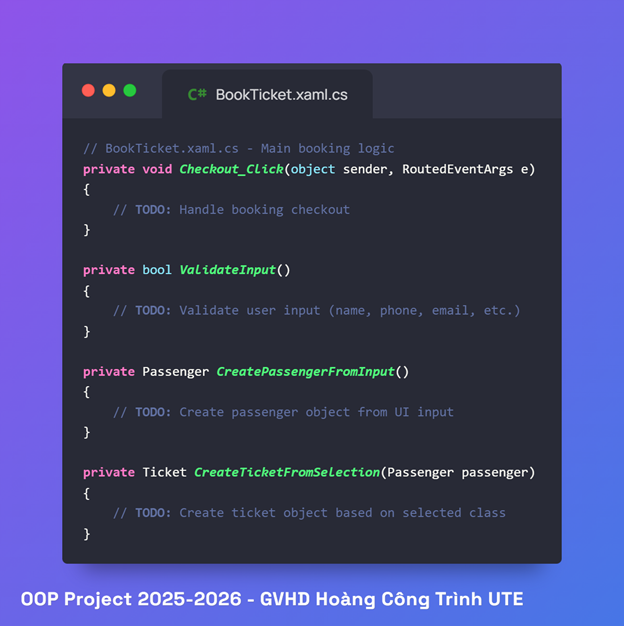 C# BookTicket.xaml.cs
// BookTicket.xaml.cs - Main booking logic
private void Checkout_Click(object sender, RoutedEventArgs e)
{
    // TODO: Handle booking checkout
}
private bool ValidateInput()
{
    // TODO: Validate user input (name, phone, email, etc.)
}
private Passenger CreatePassengerFromInput()
{
    // TODO: Create passenger object from UI input
}
private Ticket CreateTicketFromSelection(Passenger passenger)
{
    // TODO: Create ticket object based on selected class
}
OOP Project 2025-2026 - GVHD Hoàng Công Trình UTE